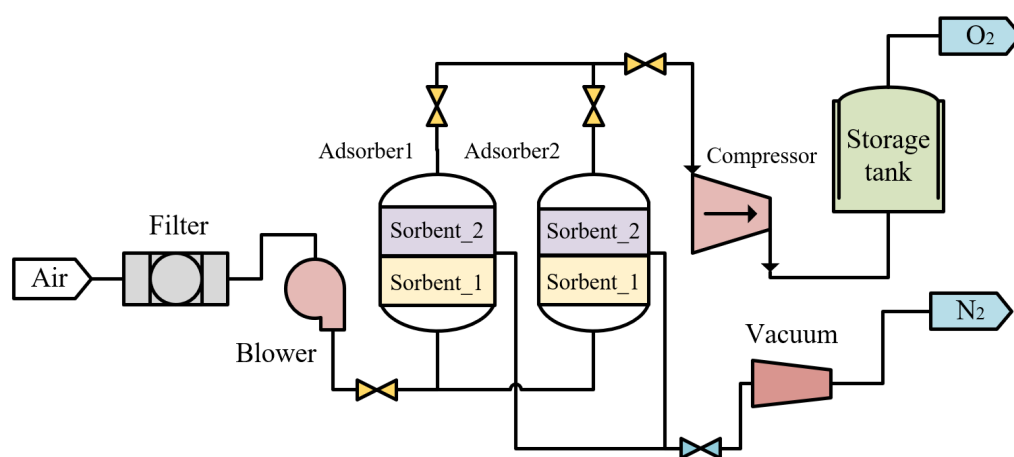 O₂
Adsorber1
Adsorber2
Compressor
Storage
tank
Filter
Sorbent_2
Sorbent_2
Air
Sorbent_1
Sorbent_1
N₂
Blower
Vacuum